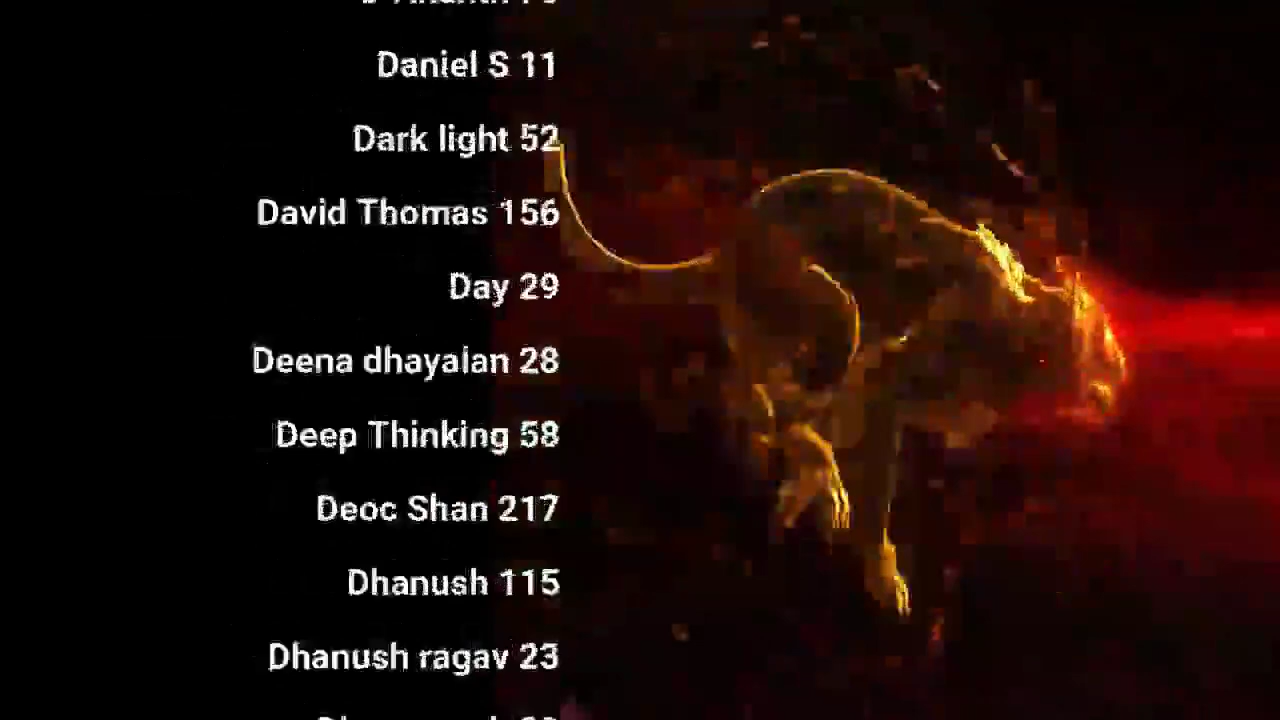 Daniel S 11
Dark light 52
David Thomas 156
Day 29
Deena dhayalan 28
Deep Thinking 58
Deoc Shan 217
Dhanush 115
Dhanush ragav 23